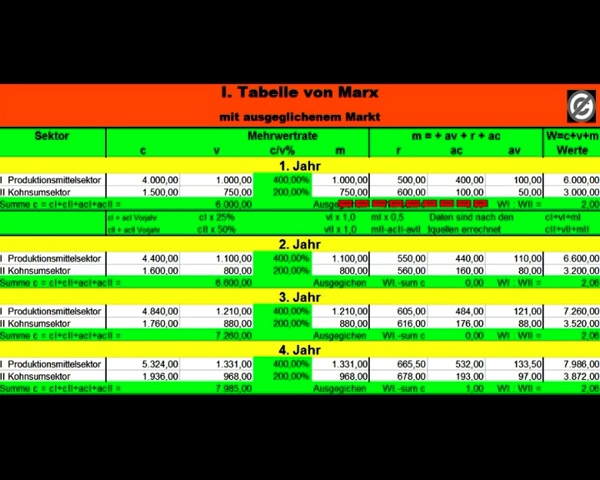 I. Tabelle von Marx
mit ausgeglichenem Markt
Sektor Mehrwertrate m = + av + r + ac W=c+v+m
c v c/v% m r ac av Werte
1. Jahr
I Produktionsmittelsektor 4.000,00 1.000,00 400,00% 1.000,00 500,00 400,00 100,00 6.000,00
II Kohnsumsektor 1.500,00 750,00 200,00% 750,00 600,00 100,00 50,00 3.000,00
Summe c = cI+cII+acI+acII = 6.000,00 WI : WII = 2,00
cI + acI Vorjahr cI x 25% vI x 1,0 mI x 0,5 Daten sind nach den cI+vI+mI
cII + acII Vorjahr cII x 50% vII x 1,0 mII-acII-avII tquellen errechnet cII+vII+mII
2. Jahr
I Produktionsmittelsektor 4.400,00 1.100,00 400,00% 1.100,00 550,00 440,00 110,00 6.600,00
II Kohnsumsektor 1.600,00 800,00 200,00% 800,00 560,00 160,00 80,00 3.200,00
Summe c = cI+cII+acI+acII = 6.600,00 Ausgegichen WI.-sum c 0,00 WI : WII = 2,06
3. Jahr
I Produktionsmittelsektor 4.840,00 1.210,00 400,00% 1.210,00 605,00 484,00 121,00 7.260,00
II Kohnsumsektor 1.760,00 880,00 200,00% 880,00 616,00 176,00 88,00 3.520,00
Summe c = cI+cII+acI+acII = 7.260,00 Ausgegichen WI.-sum c 0,00 WI : WII = 2,06
4. Jahr
I Produktionsmittelsektor 5.324,00 1.331,00 400,00% 1.331,00 665,50 532,00 133,50 7.986,00
II Kohnsumsektor 1.936,00 968,00 200,00% 968,00 678,00 193,00 97,00 3.872,00
Summe c = cI+cII+acI+acII = 7.985,00 Ausgegichen WI.-sum c 1,00 WI : WII = 2,06